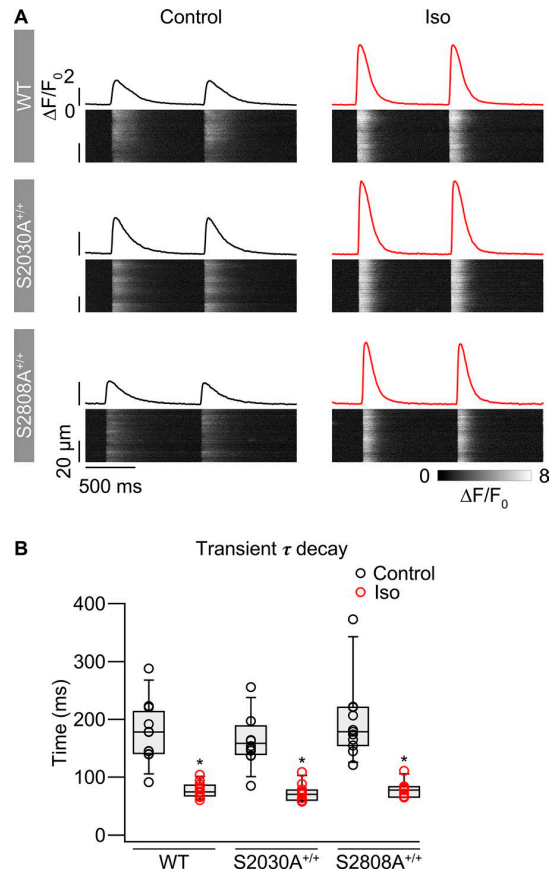 A
Control
Iso
WT
ΔF/F0
2
0
S2030A+/+
S2808A+/+
20 µm
500 ms
0
8
ΔF/F0
B
Transient τ decay
Control
Iso
Time (ms)
400
300
200
100
0
*
*
*
WT
S2030A+/+
S2808A+/+